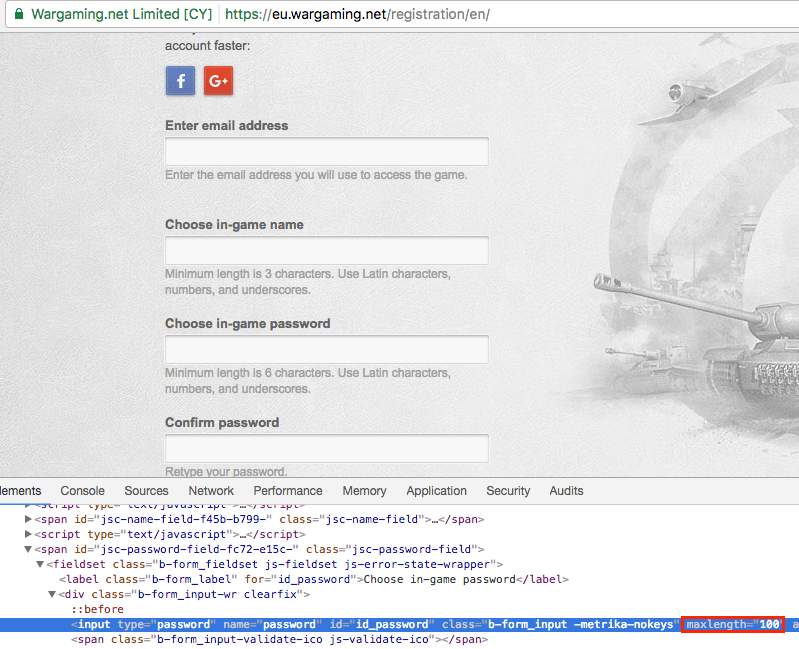 Wargaming.net Limited [CY] https://eu.wargaming.net/registration/en/
account faster:
f G+
Enter email address
Enter the email address you will use to access the game.
Choose in-game name
Minimum length is 3 characters. Use Latin characters,
numbers, and underscores.
Choose in-game password
Minimum length is 6 characters. Use Latin characters,
numbers, and underscores.
Confirm password
Retype your password.
lements Console Sources Network Performance Memory Application Security Audits
<script type="text/javascript">…</script>
<span id="jsc-name-field-f45b-b799-" class="jsc-name-field">…</span>
<script type="text/javascript">…</script>
<span id="jsc-password-field-fc72-e15c-" class="jsc-password-field">
<fieldset class="b-form_fieldset js-fieldset js-error-state-wrapper">
<label class="b-form_label" for="id_password">Choose in-game password</label>
<div class="b-form_input-wr clearfix">
::before
<input type="password" name="password" id="id_password" class="b-form_input -metrika-nokeys" maxlength="100" a
<span class="b-form_input-validate-ico js-validate-ico"></span>